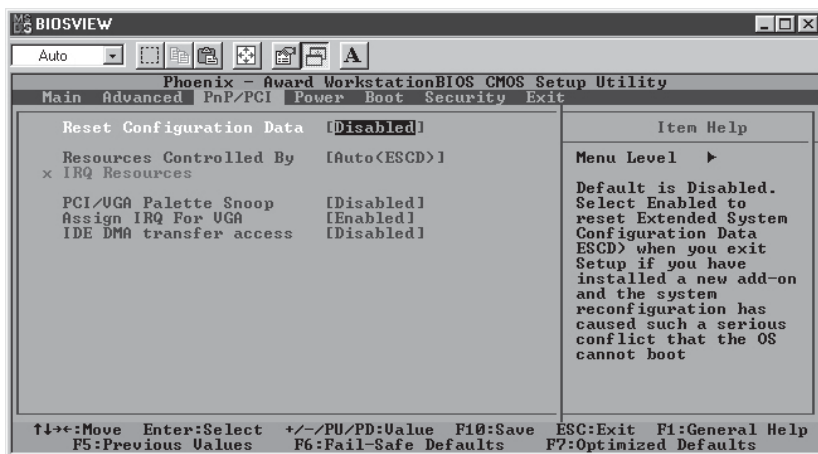 BIOSVIEW
Auto
A
Phoenix - Award WorkstationBIOS CMOS Setup Utility
Main Advanced PnP/PCI Power Boot Security Exit
Reset Configuration Data [Disabled]
Resources Controlled By [Auto(ESCD)]
x IRQ Resources
PCI/VGA Palette Snoop [Disabled]
Assign IRQ For VGA [Enabled]
IDE DMA transfer access [Disabled]
Item Help
Menu Level ▶
Default is Disabled.
Select Enabled to
reset Extended System
Configuration Data
ESCD) when you exit
Setup if you have
installed a new add-on
and the system
reconfiguration has
caused such a serious
conflict that the OS
cannot boot
↑↓→←:Move Enter:Select +/-/PU/PD:Value F10:Save ESC:Exit F1:General Help
F5:Previous Values F6:Fail-Safe Defaults F7:Optimized Defaults